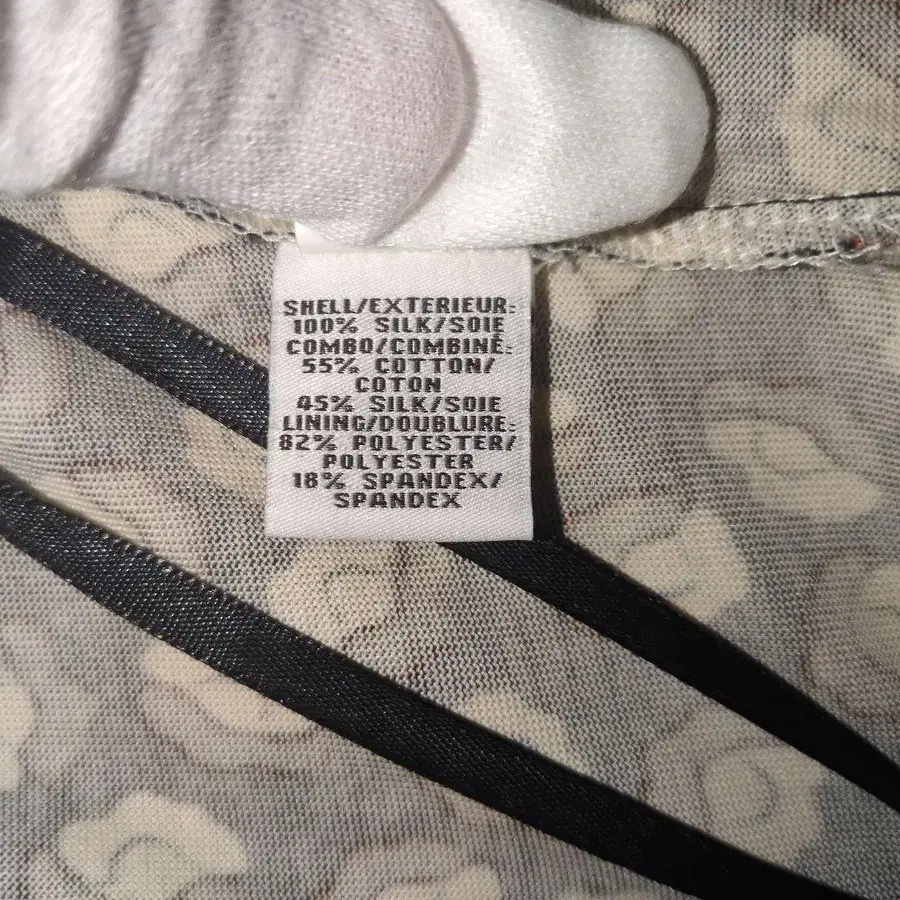 SHELL/EXTERIEUR:
100% SILK/SOIE
COMBO/COMBINÉ:
55% COTTON/
COTON
45% SILK/SOIE
LINING/DOUBLURE:
82% POLYESTER/
POLYESTER
18% SPANDEX/
SPANDEX